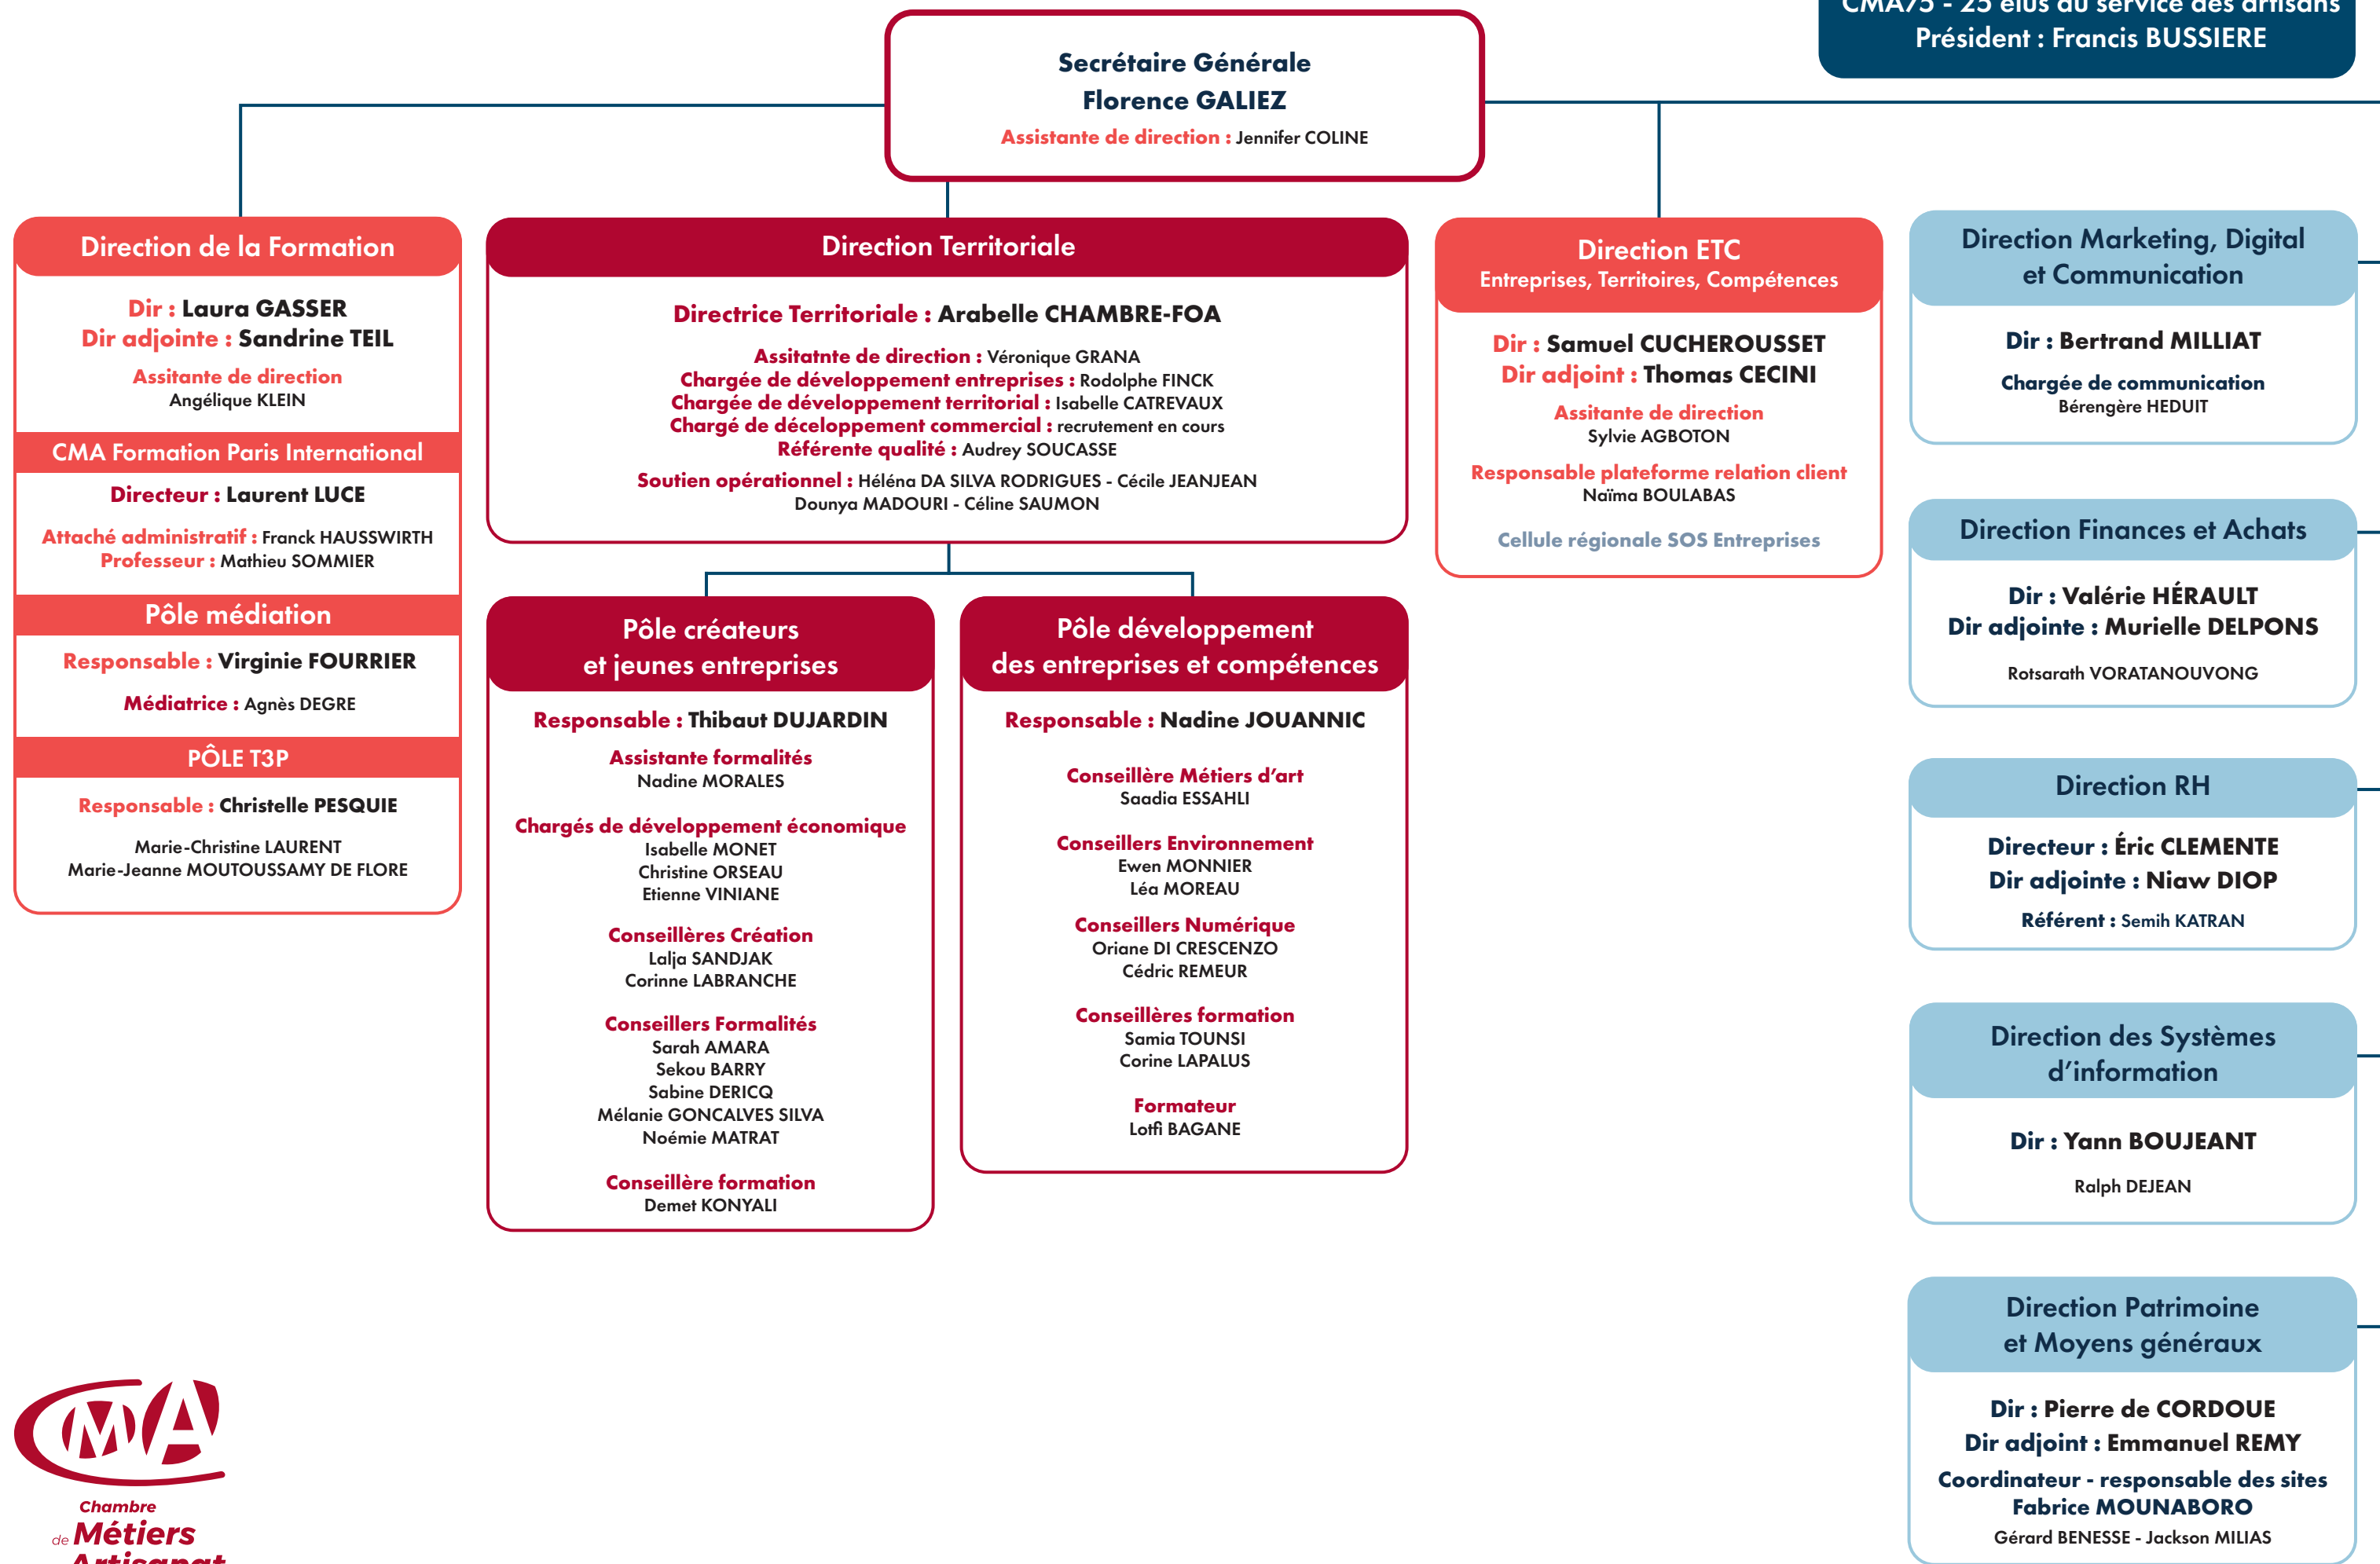 CMA75 - 25 élus au service des artisans
Président : Francis BUSSIERE
Secrétaire Générale
Florence GALIEZ
Assistante de direction : Jennifer COLINE
Direction de la Formation
Dir : Laura GASSER
Dir adjointe : Sandrine TEIL
Assitante de direction
Angélique KLEIN
CMA Formation Paris International
Directeur : Laurent LUCE
Attaché administratif : Franck HAUSSWIRTH
Professeur : Mathieu SOMMIER
Pôle médiation
Responsable : Virginie FOURRIER
Médiatrice : Agnès DEGRE
PÔLE T3P
Responsable : Christelle PESQUIE
Marie-Christine LAURENT
Marie-Jeanne MOUTOUSSAMY DE FLORE
Direction Territoriale
Directrice Territoriale : Arabelle CHAMBRE-FOA
Assitatnte de direction : Véronique GRANA
Chargée de développement entreprises : Rodolphe FINCK
Chargée de développement territorial : Isabelle CATREVAUX
Chargé de déceloppement commercial : recrutement en cours
Référente qualité : Audrey SOUCASSE
Soutien opérationnel : Héléna DA SILVA RODRIGUES - Cécile JEANJEAN
Dounya MADOURI - Céline SAUMON
Pôle créateurs
et jeunes entreprises
Responsable : Thibaut DUJARDIN
Assistante formalités
Nadine MORALES
Chargés de développement économique
Isabelle MONET
Christine ORSEAU
Etienne VINIANE
Conseillères Création
Lalja SANDJAK
Corinne LABRANCHE
Conseillers Formalités
Sarah AMARA
Sekou BARRY
Sabine DERICQ
Mélanie GONCALVES SILVA
Noémie MATRAT
Conseillère formation
Demet KONYALI
Pôle développement
des entreprises et compétences
Responsable : Nadine JOUANNIC
Conseillère Métiers d’art
Saadia ESSAHLI
Conseillers Environnement
Ewen MONNIER
Léa MOREAU
Conseillers Numérique
Oriane DI CRESCENZO
Cédric REMEUR
Conseillères formation
Samia TOUNSI
Corine LAPALUS
Formateur
Lotfi BAGANE
Direction ETC
Entreprises, Territoires, Compétences
Dir : Samuel CUCHEROUSSET
Dir adjoint : Thomas CECINI
Assitante de direction
Sylvie AGBOTON
Responsable plateforme relation client
Naïma BOULABAS
Cellule régionale SOS Entreprises
Direction Marketing, Digital
et Communication
Dir : Bertrand MILLIAT
Chargée de communication
Bérengère HEDUIT
Direction Finances et Achats
Dir : Valérie HÉRAULT
Dir adjointe : Murielle DELPONS
Rotsarath VORATANOUVONG
Direction RH
Directeur : Éric CLEMENTE
Dir adjointe : Niaw DIOP
Référent : Semih KATRAN
Direction des Systèmes
d’information
Dir : Yann BOUJEANT
Ralph DEJEAN
Direction Patrimoine
et Moyens généraux
Dir : Pierre de CORDOUE
Dir adjoint : Emmanuel REMY
Coordinateur - responsable des sites
Fabrice MOUNABORO
Gérard BENESSE - Jackson MILIAS
CMA
Chambre
de Métiers
Artisanat